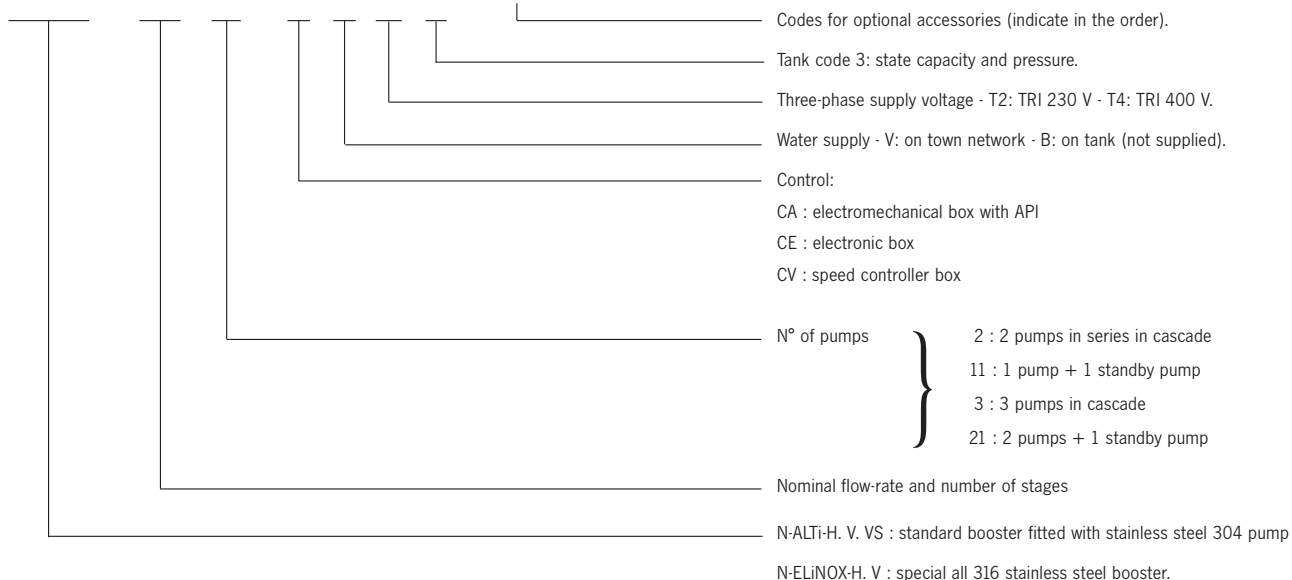 Codes for optional accessories (indicate in the order).
Tank code 3: state capacity and pressure.
Three-phase supply voltage - T2: TRI 230 V - T4: TRI 400 V.
Water supply - V: on town network - B: on tank (not supplied).
Control:
CA : electromechanical box with API
CE : electronic box
CV : speed controller box
N° of pumps
2 : 2 pumps in series in cascade
11 : 1 pump + 1 standby pump
3 : 3 pumps in cascade
21 : 2 pumps + 1 standby pump
Nominal flow-rate and number of stages
N-ALTi-H. V. VS : standard booster fitted with stainless steel 304 pump
N-ELiNOX-H. V : special all 316 stainless steel booster.